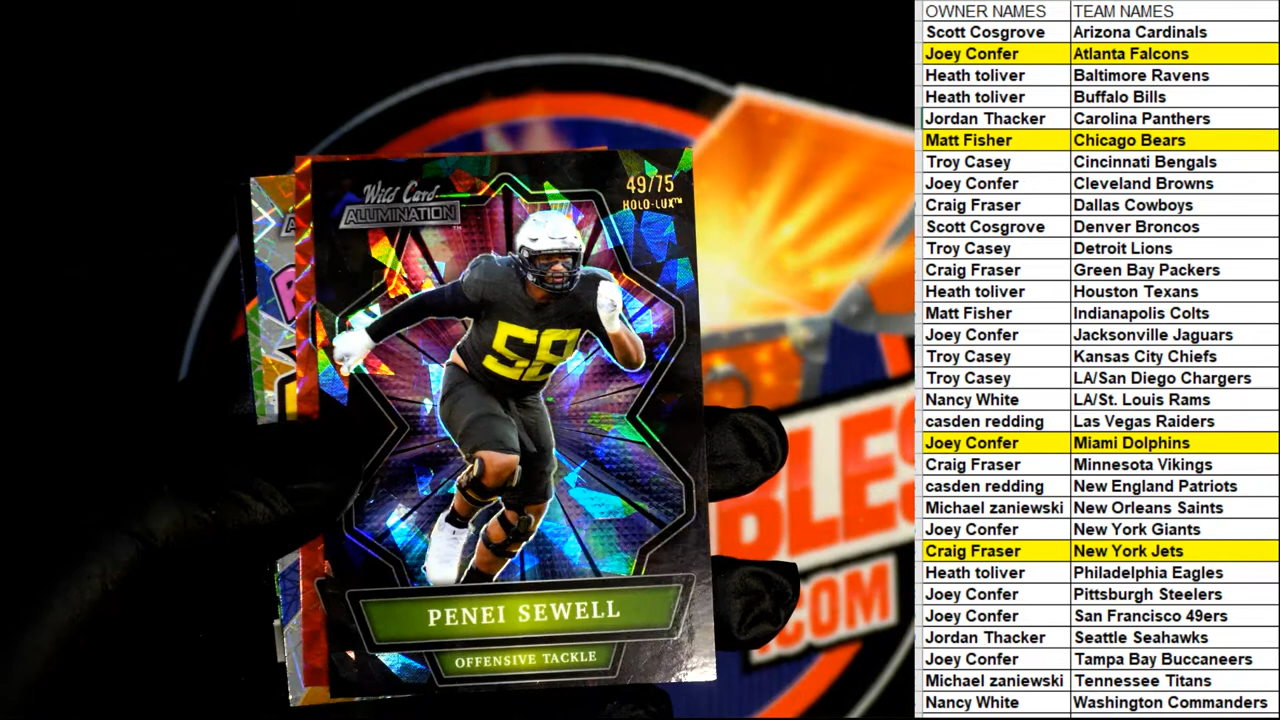 Wild Card
ALUMINATION™
49/75
HOLO-LUX™
58
PENEI SEWELL
OFFENSIVE TACKLE
BLES
.COM
OWNER NAMES TEAM NAMES
Scott Cosgrove Arizona Cardinals
Joey Confer Atlanta Falcons
Heath toliver Baltimore Ravens
Heath toliver Buffalo Bills
Jordan Thacker Carolina Panthers
Matt Fisher Chicago Bears
Troy Casey Cincinnati Bengals
Joey Confer Cleveland Browns
Craig Fraser Dallas Cowboys
Scott Cosgrove Denver Broncos
Troy Casey Detroit Lions
Craig Fraser Green Bay Packers
Heath toliver Houston Texans
Matt Fisher Indianapolis Colts
Joey Confer Jacksonville Jaguars
Troy Casey Kansas City Chiefs
Troy Casey LA/San Diego Chargers
Nancy White LA/St. Louis Rams
casden redding Las Vegas Raiders
Joey Confer Miami Dolphins
Craig Fraser Minnesota Vikings
casden redding New England Patriots
Michael zaniewski New Orleans Saints
Joey Confer New York Giants
Craig Fraser New York Jets
Heath toliver Philadelphia Eagles
Joey Confer Pittsburgh Steelers
Joey Confer San Francisco 49ers
Jordan Thacker Seattle Seahawks
Joey Confer Tampa Bay Buccaneers
Michael zaniewski Tennessee Titans
Nancy White Washington Commanders